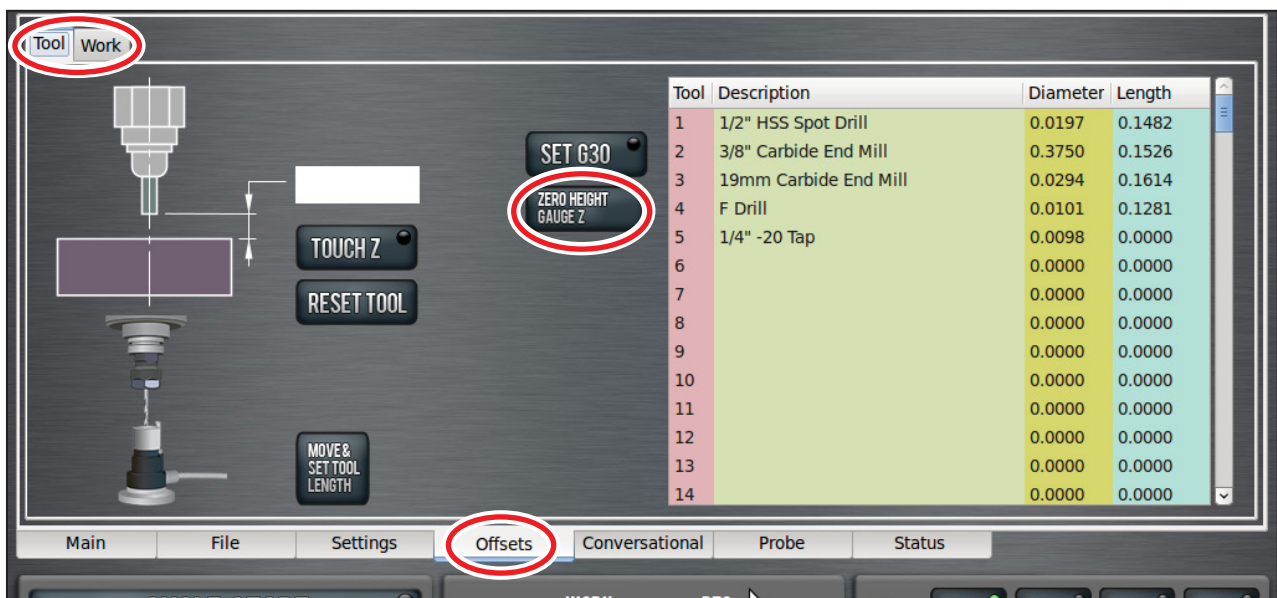 Tool Work
Tool Description Diameter Length
1 1/2" HSS Spot Drill 0.0197 0.1482
2 3/8" Carbide End Mill 0.3750 0.1526
3 19mm Carbide End Mill 0.0294 0.1614
4 F Drill 0.0101 0.1281
5 1/4" -20 Tap 0.0098 0.0000
6 0.0000 0.0000
7 0.0000 0.0000
8 0.0000 0.0000
9 0.0000 0.0000
10 0.0000 0.0000
11 0.0000 0.0000
12 0.0000 0.0000
13 0.0000 0.0000
14 0.0000 0.0000
SET G30
ZERO HEIGHT
GAUGE Z
TOUCH Z
RESET TOOL
MOVE &
SET TOOL
LENGTH
Main File Settings Offsets Conversational Probe Status